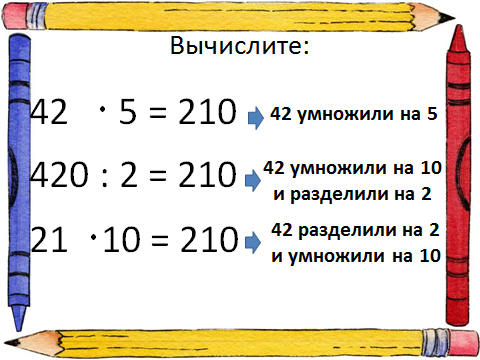 Вычислите:
42 · 5 = 210
42 умножили на 5
420 : 2 = 210
42 умножили на 10
и разделили на 2
21 ·10 = 210
42 разделили на 2
и умножили на 10